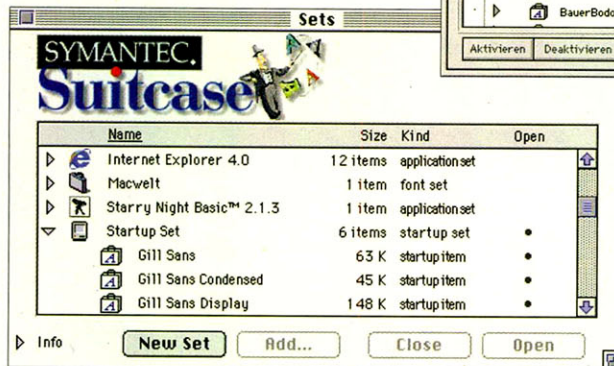 Sets
BauerBodo
Aktivieren Deaktivieren
SYMANTEC.
Suitcase
Name Size Kind Open
Internet Explorer 4.0 12 items application set
Macwelt 1 item font set
Starry Night Basic™ 2.1.3 1 item application set
Startup Set 6 items startup set •
Gill Sans 63 K startup item •
Gill Sans Condensed 45 K startup item •
Gill Sans Display 148 K startup item •
Info New Set Add... Close Open